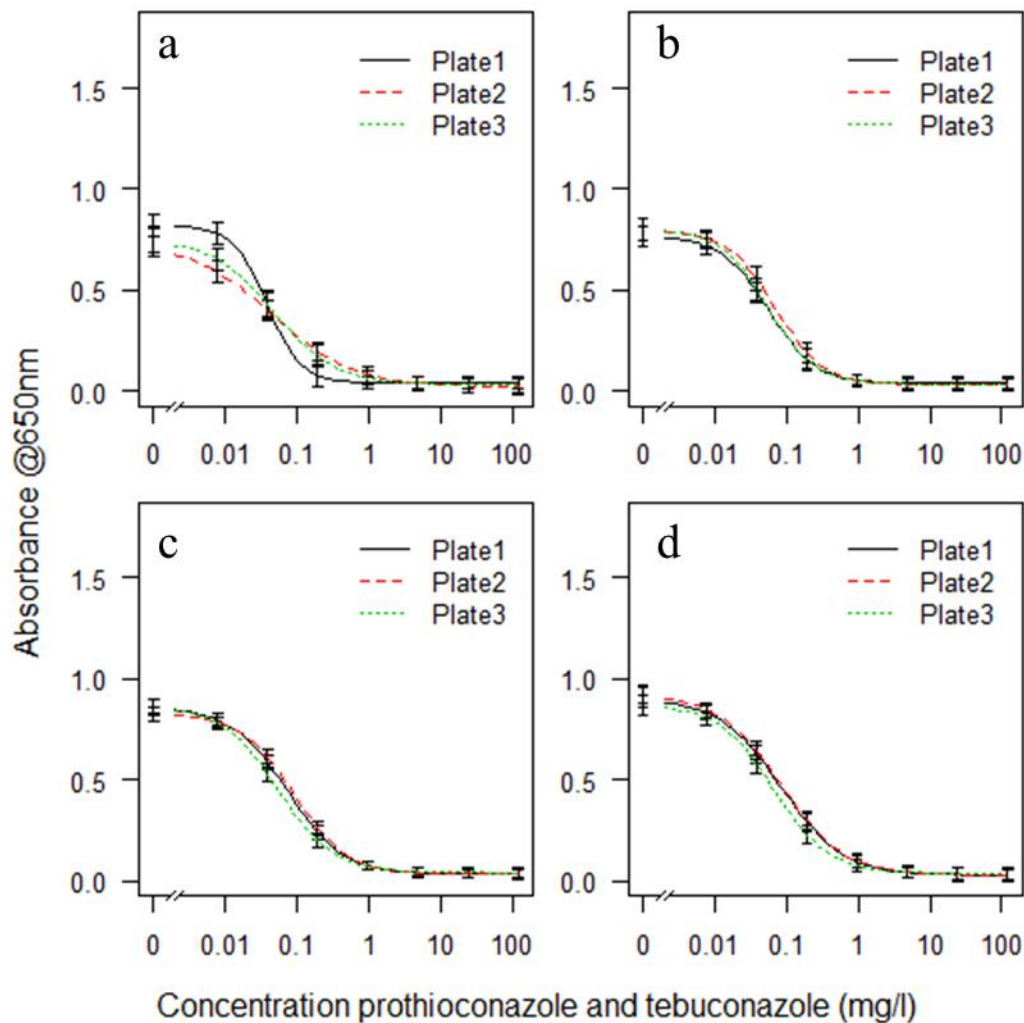 a
Plate1
Plate2
Plate3
1.5
1.0
0.5
0.0
0 0.01 0.1 1 10 100
b
Plate1
Plate2
Plate3
1.5
1.0
0.5
0.0
0 0.01 0.1 1 10 100
Absorbance @650nm
c
Plate1
Plate2
Plate3
1.5
1.0
0.5
0.0
0 0.01 0.1 1 10 100
d
Plate1
Plate2
Plate3
1.5
1.0
0.5
0.0
0 0.01 0.1 1 10 100
Concentration prothioconazole and tebuconazole (mg/l)